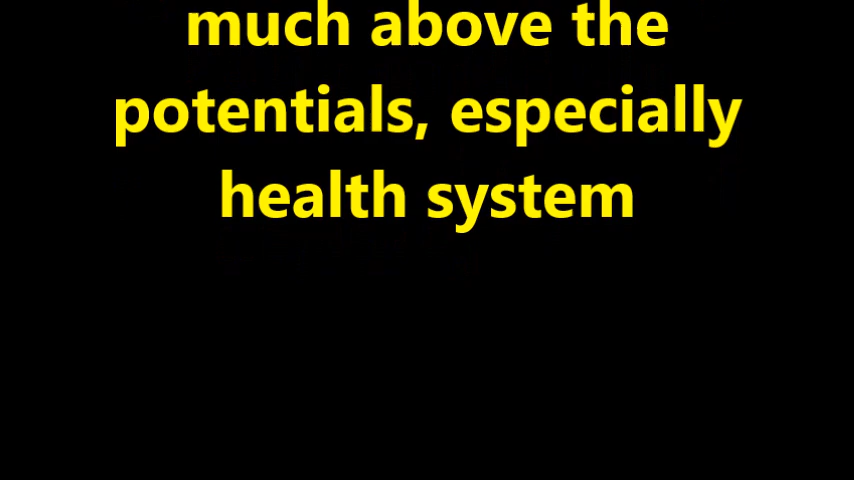 much above the
potentials, especially
health system